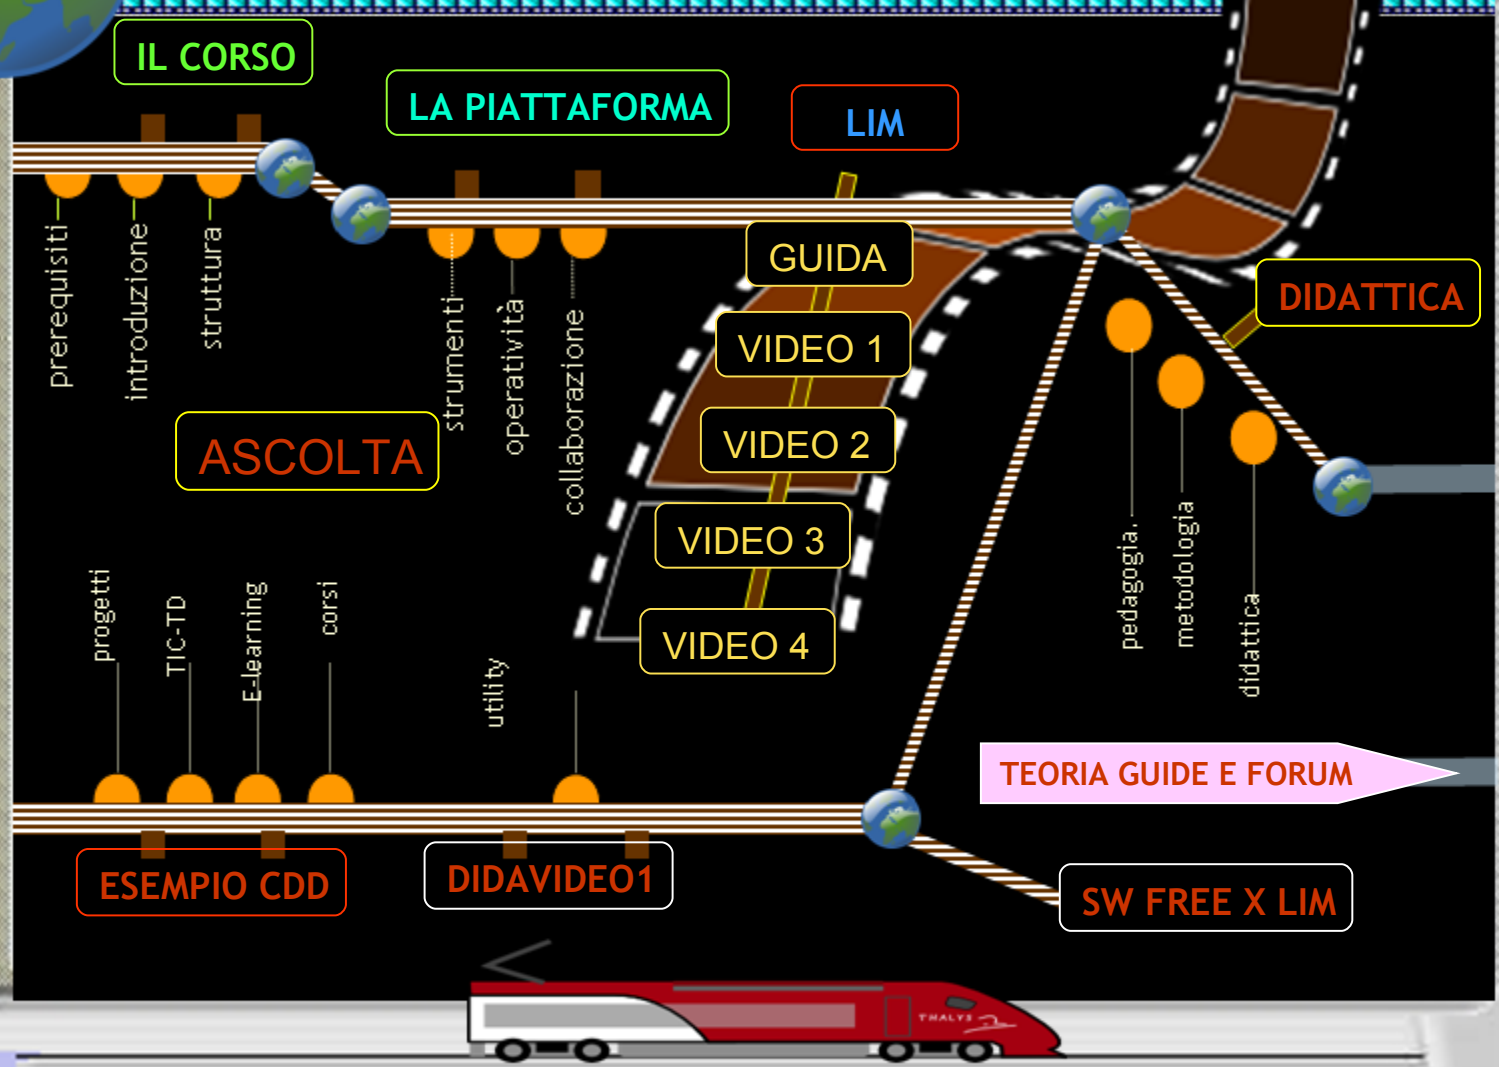 IL CORSO
LA PIATTAFORMA
LIM
prerequisiti
introduzione
struttura
strumenti
operatività
collaborazione
GUIDA
VIDEO 1
VIDEO 2
VIDEO 3
VIDEO 4
DIDATTICA
ASCOLTA
pedagogia.
metodologia
didattica
progetti
TIC-TD
E-learning
corsi
utility
TEORIA GUIDE E FORUM
ESEMPIO CDD
DIDAVIDEO1
SW FREE X LIM
THALYS